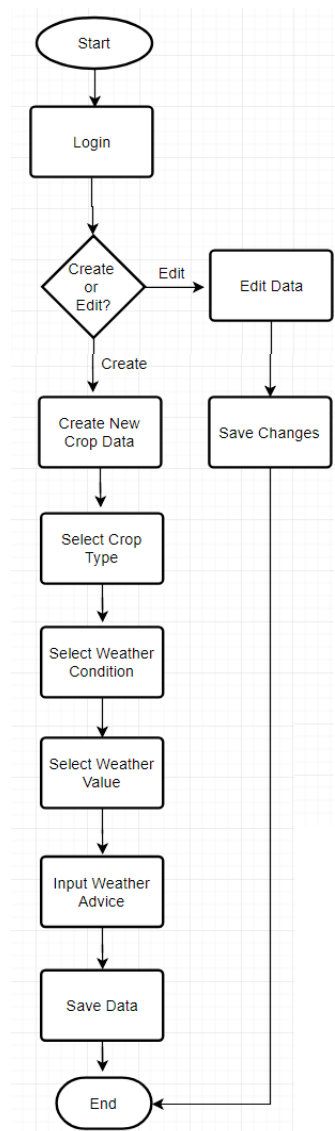 Start
Login
Create
or
Edit?
Edit
Edit Data
Create
Create New
Crop Data
Save Changes
Select Crop
Type
Select Weather
Condition
Select Weather
Value
Input Weather
Advice
Save Data
End